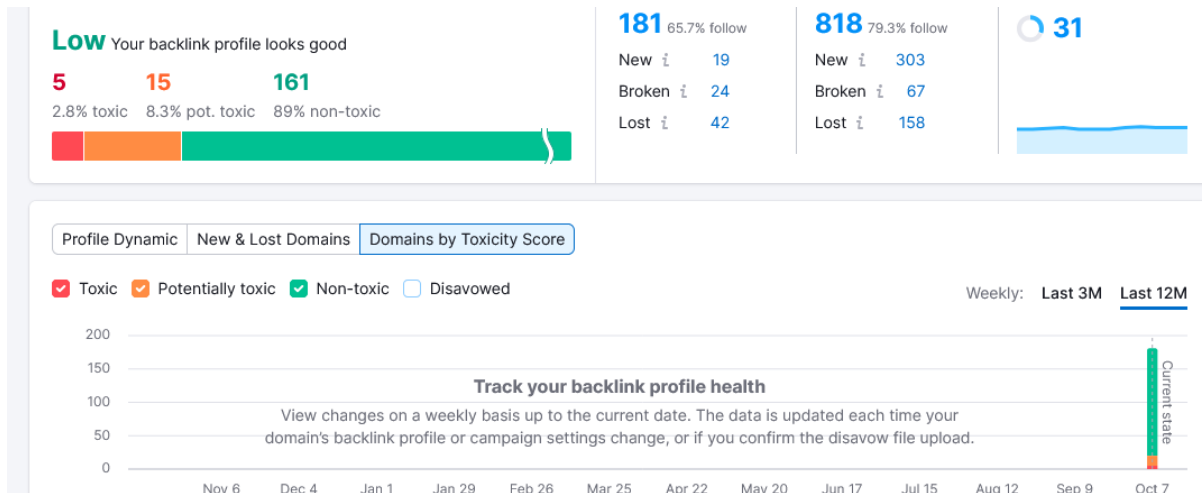 Low Your backlink profile looks good
5 15 161
2.8% toxic 8.3% pot. toxic 89% non-toxic
181 65.7% follow
New i 19
Broken i 24
Lost i 42
818 79.3% follow
New i 303
Broken i 67
Lost i 158
31
Profile Dynamic New & Lost Domains Domains by Toxicity Score
Toxic Potentially toxic Non-toxic Disavowed
Weekly: Last 3M Last 12M
200
150
100
50
0
Track your backlink profile health
View changes on a weekly basis up to the current date. The data is updated each time your
domain's backlink profile or campaign settings change, or if you confirm the disavow file upload.
Current state
Nov 6 Dec 4 Jan 1 Jan 29 Feb 26 Mar 25 Apr 22 May 20 Jun 17 Jul 15 Aug 12 Sep 9 Oct 7